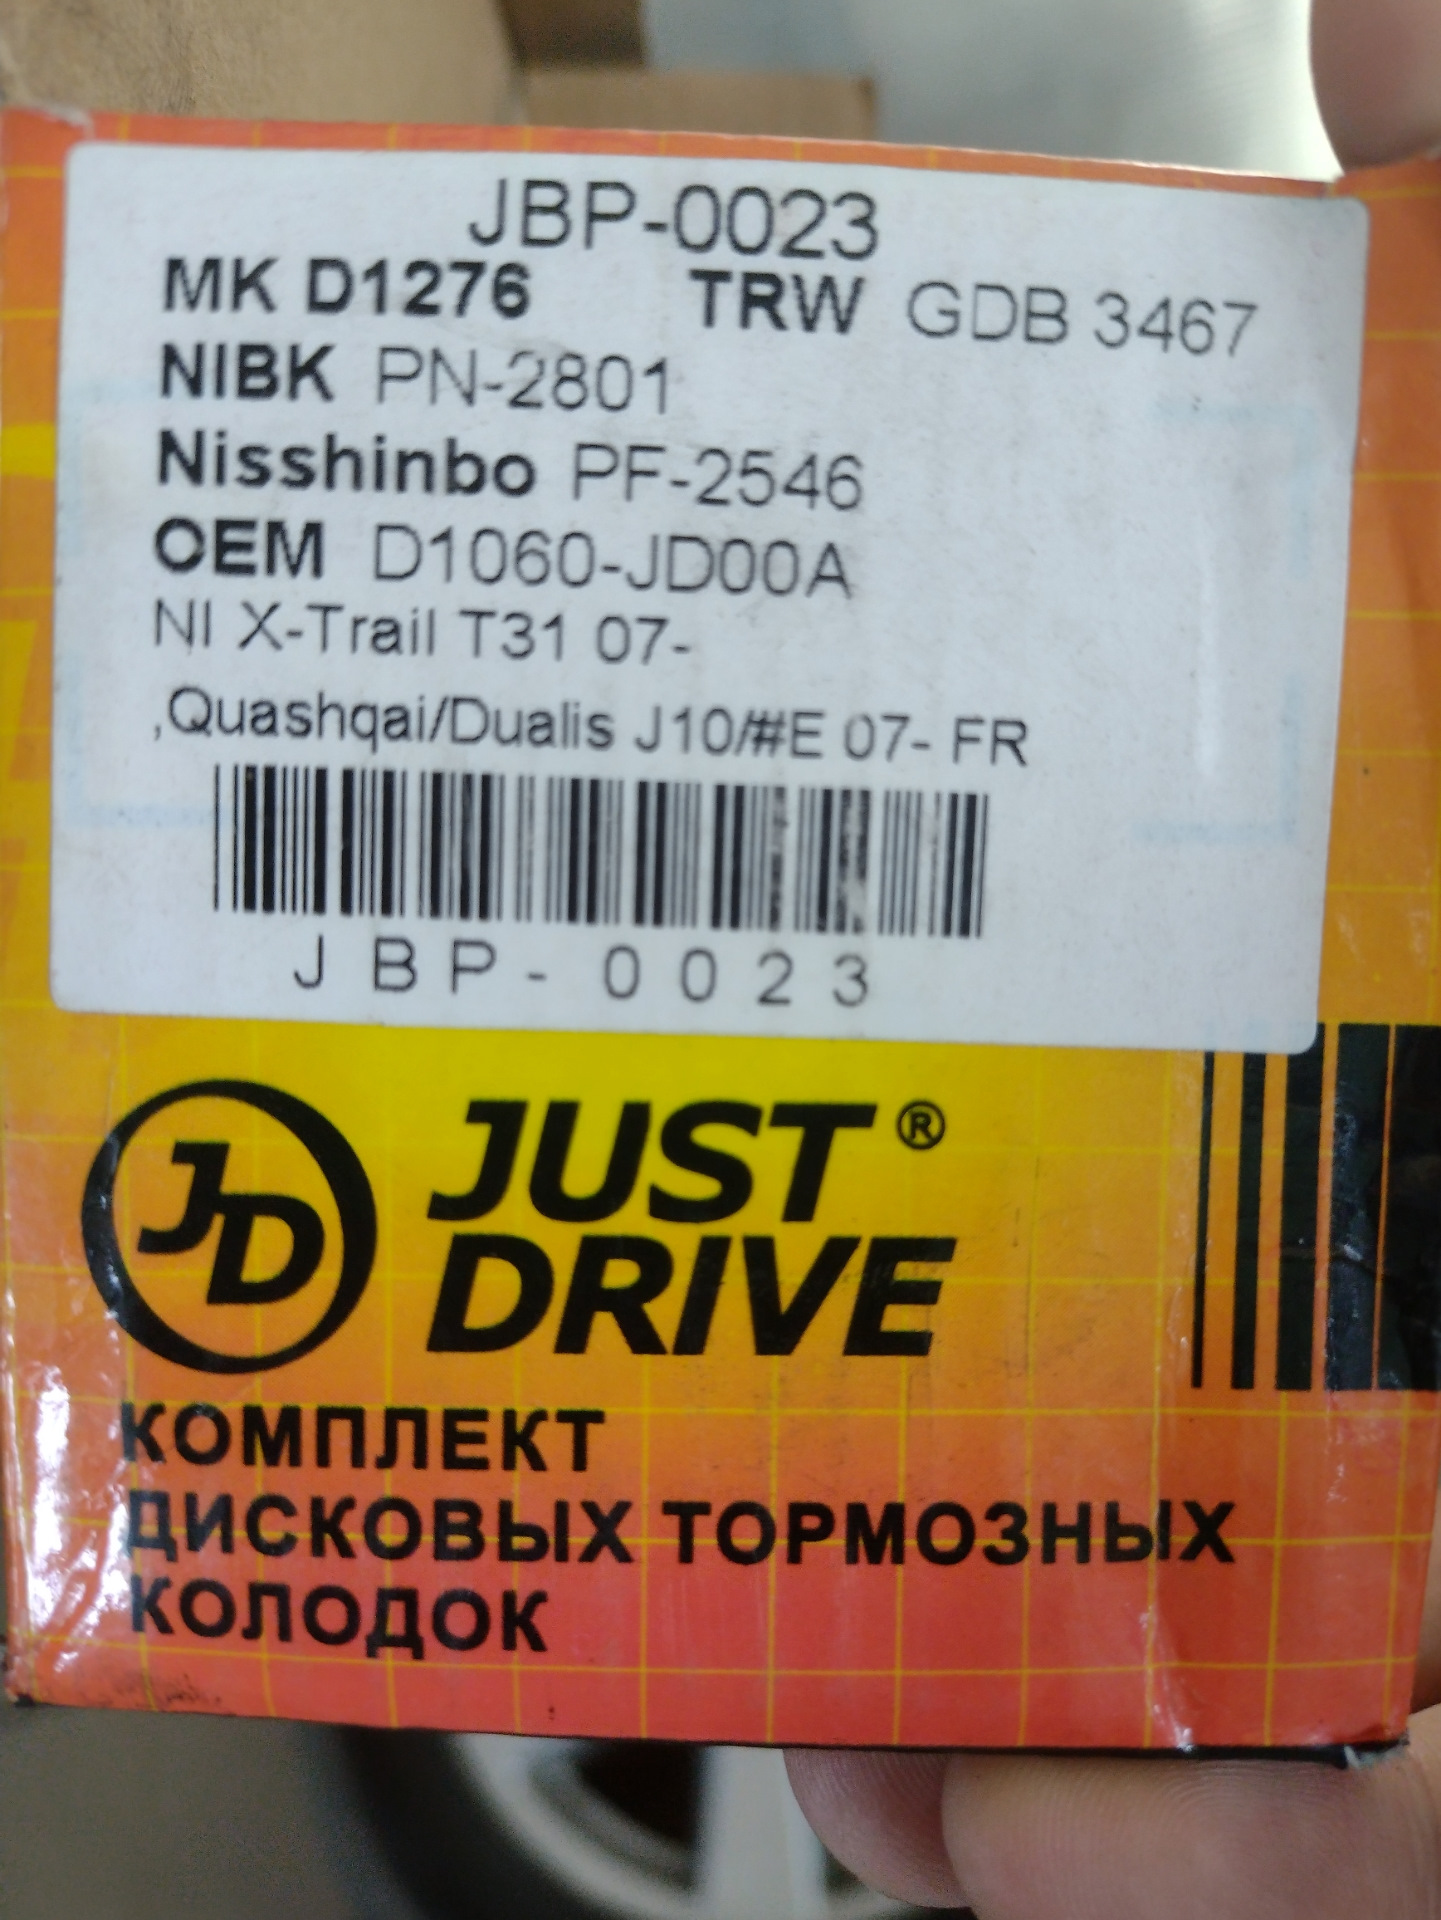 JBP-0023
MK D1276 TRW GDB 3467
NIBK PN-2801
Nisshinbo PF-2546
OEM D1060-JD00A
NI X-Trail T31 07-
,Quashqai/Dualis J10/#E 07- FR
JBP-0023
JD JUST ®
DRIVE
КОМПЛЕКТ
ДИСКОВЫХ ТОРМОЗНЫХ
КОЛОДОК